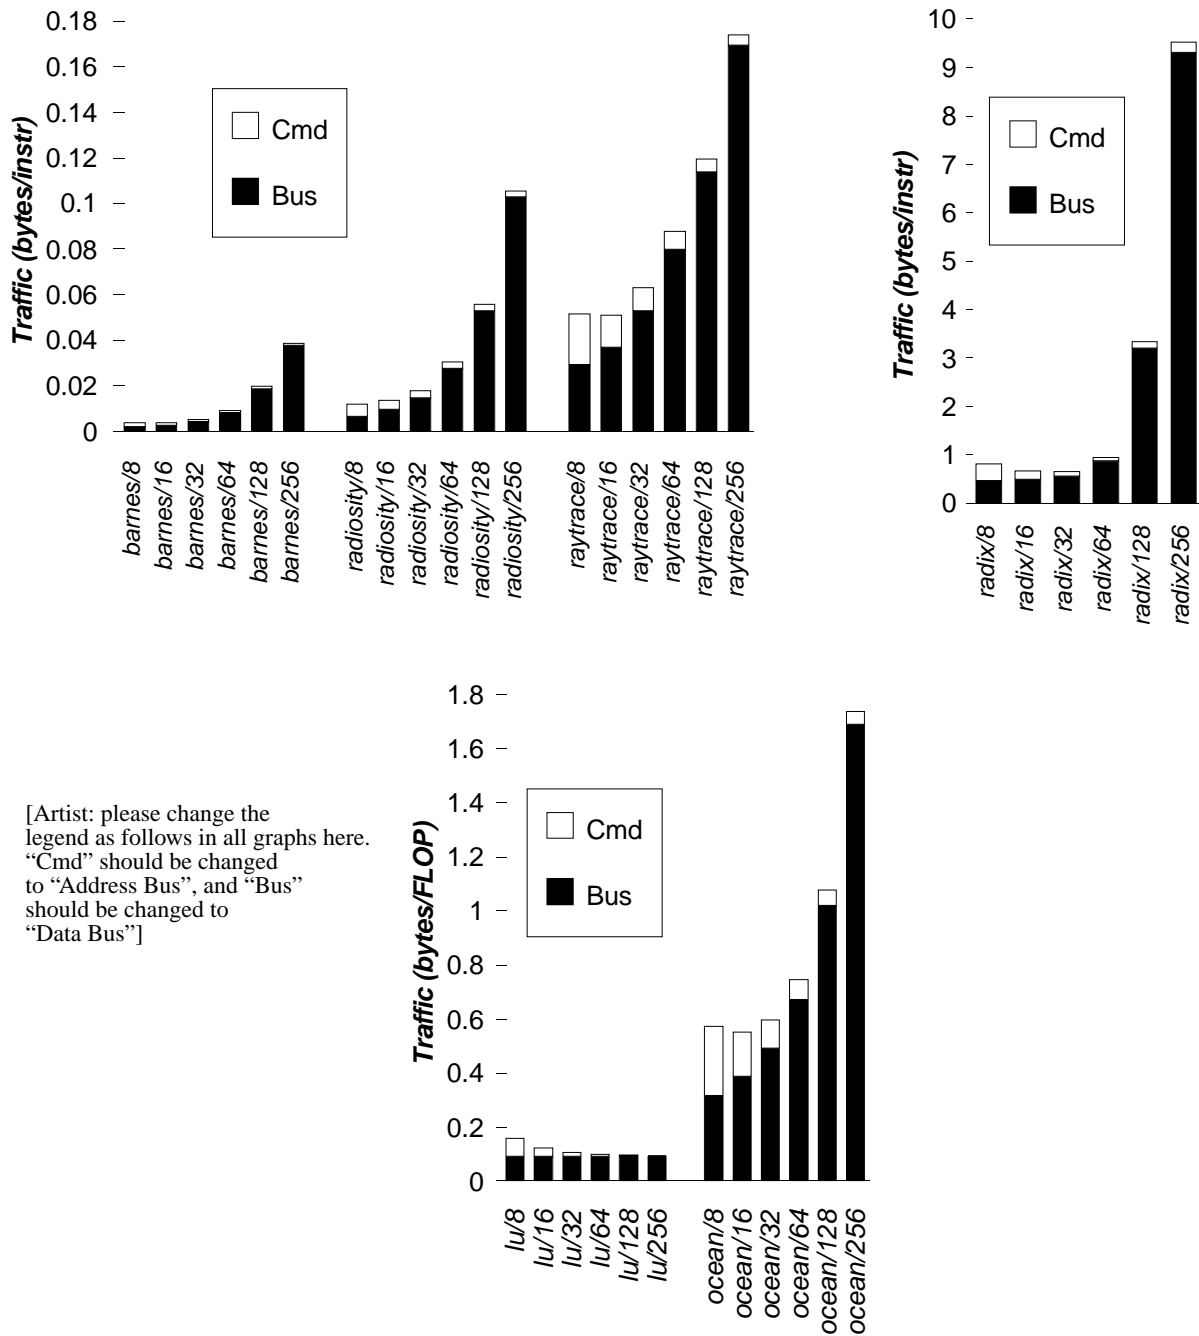 0.18
0.16
0.14
0.12
0.1
0.08
0.06
0.04
0.02
0
Traffic (bytes/instr)
Cmd
Bus
barnes/8
barnes/16
barnes/32
barnes/64
barnes/128
barnes/256
radiosity/8
radiosity/16
radiosity/32
radiosity/64
radiosity/128
radiosity/256
raytrace/8
raytrace/16
raytrace/32
raytrace/64
raytrace/128
raytrace/256
10
9
8
7
6
5
4
3
2
1
0
Traffic (bytes/instr)
Cmd
Bus
radix/8
radix/16
radix/32
radix/64
radix/128
radix/256
[Artist: please change the
legend as follows in all graphs here.
“Cmd” should be changed
to “Address Bus”, and “Bus”
should be changed to
“Data Bus”]
1.8
1.6
1.4
1.2
1
0.8
0.6
0.4
0.2
0
Traffic (bytes/FLOP)
Cmd
Bus
lu/8
lu/16
lu/32
lu/64
lu/128
lu/256
ocean/8
ocean/16
ocean/32
ocean/64
ocean/128
ocean/256